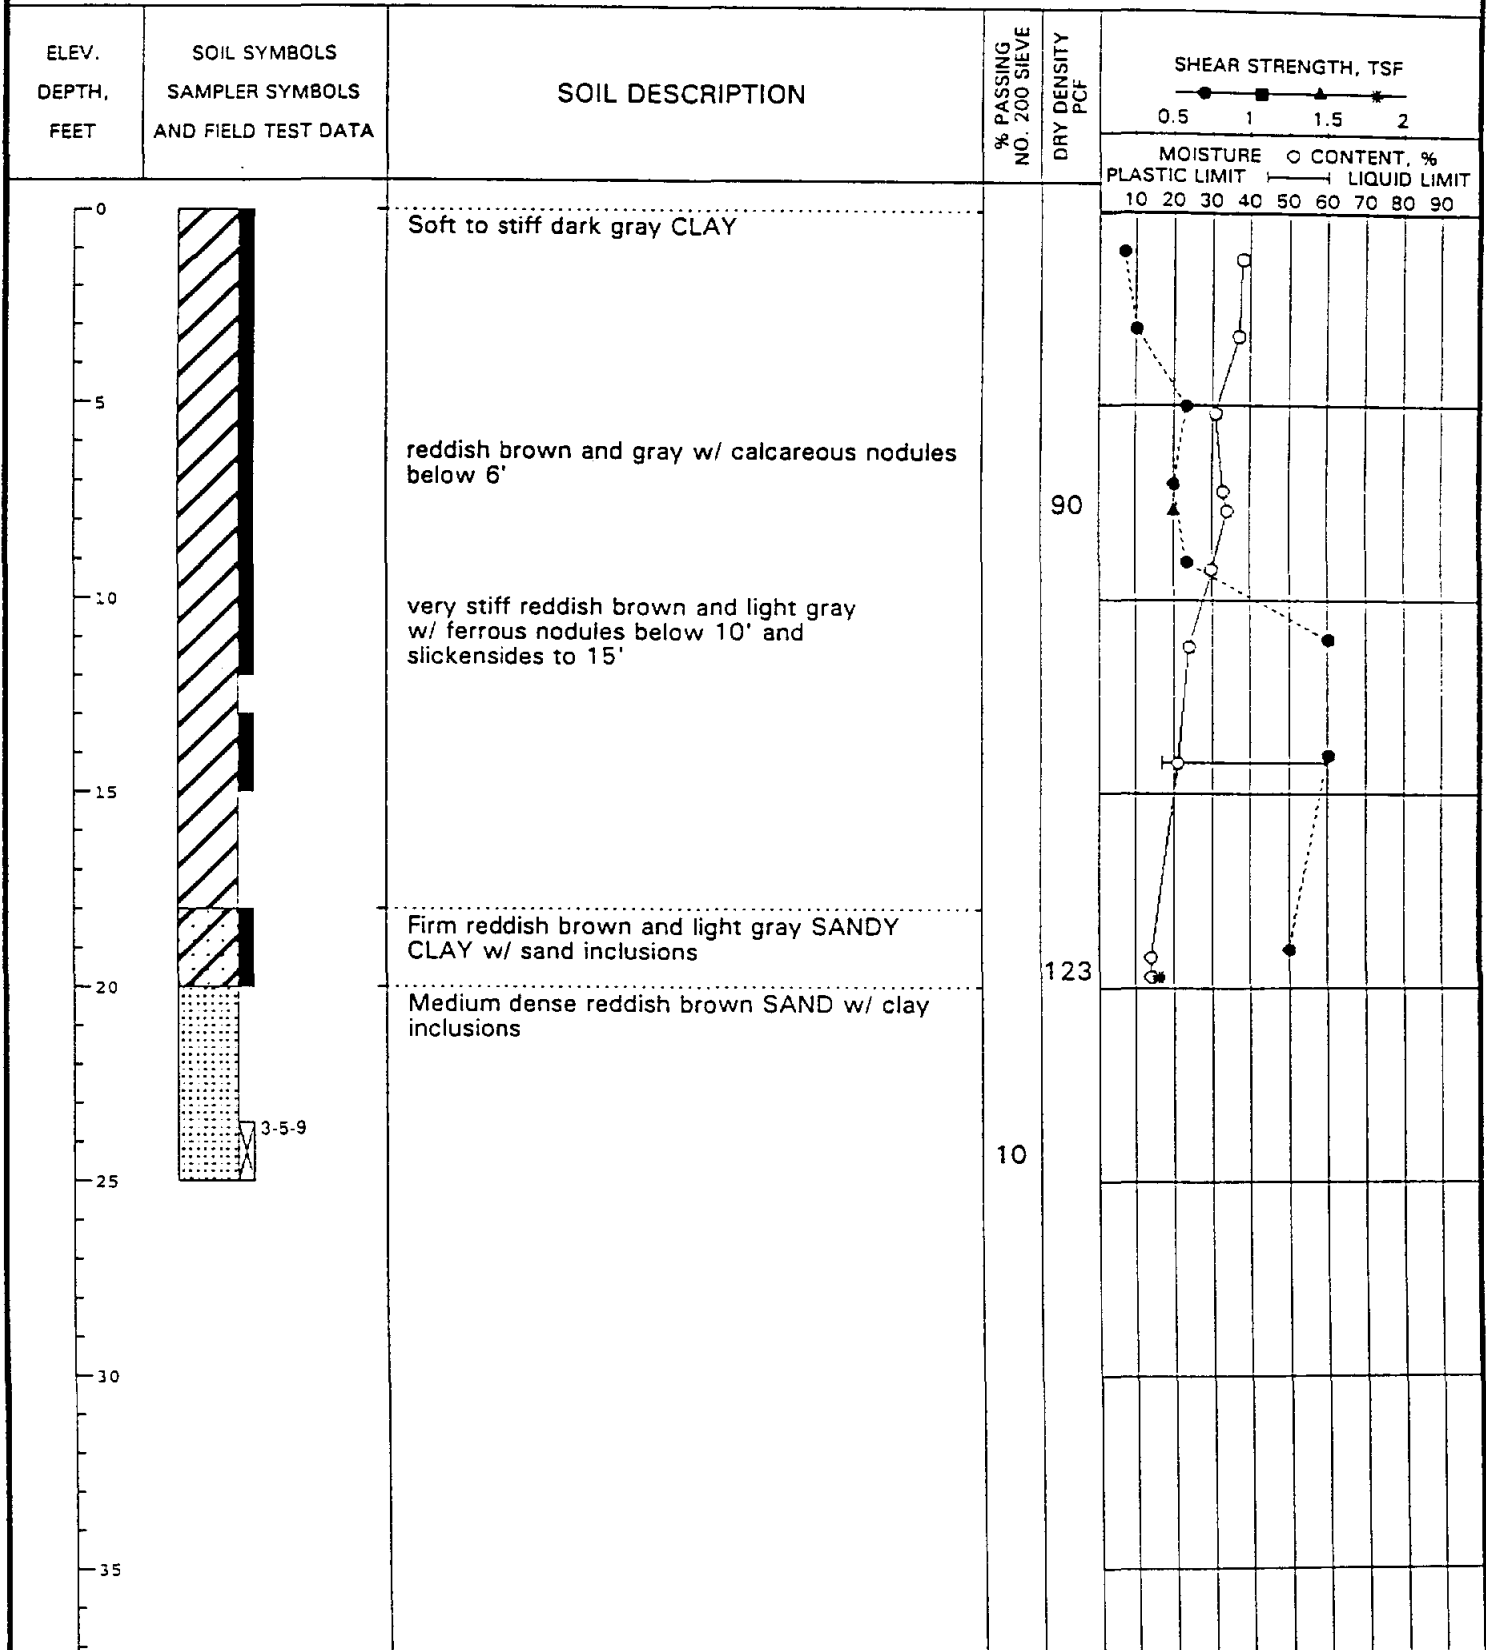 ELEV.
DEPTH,
FEET
SOIL SYMBOLS
SAMPLER SYMBOLS
AND FIELD TEST DATA
SOIL DESCRIPTION
% PASSING
NO. 200 SIEVE
DRY DENSITY
PCF
SHEAR STRENGTH, TSF
0.5 1 1.5 2
MOISTURE CONTENT, %
PLASTIC LIMIT LIQUID LIMIT
10 20 30 40 50 60 70 80 90
0
Soft to stiff dark gray CLAY
5
reddish brown and gray w/ calcareous nodules
below 6'
90
10
very stiff reddish brown and light gray
w/ ferrous nodules below 10' and
slickensides to 15'
15
Firm reddish brown and light gray SANDY
CLAY w/ sand inclusions
123
20
Medium dense reddish brown SAND w/ clay
inclusions
3-5-9
10
25
30
35